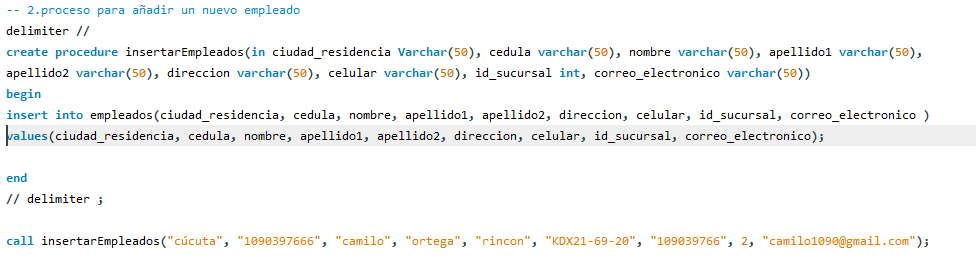 -- 2.proceso para añadir un nuevo empleado
delimiter //
create procedure insertarEmpleados(in ciudad_residencia Varchar(50), cedula varchar(50), nombre varchar(50), apellido1 varchar(50),
apellido2 varchar(50), direccion varchar(50), celular varchar(50), id_sucursal int, correo_electronico varchar(50))
begin
insert into empleados(ciudad_residencia, cedula, nombre, apellido1, apellido2, direccion, celular, id_sucursal, correo_electronico )
values(ciudad_residencia, cedula, nombre, apellido1, apellido2, direccion, celular, id_sucursal, correo_electronico);
end
// delimiter ;
call insertarEmpleados("cúcuta", "1090397666", "camilo", "ortega", "rincon", "KDX21-69-20", "109039766", 2, "camilo1090@gmail.com");